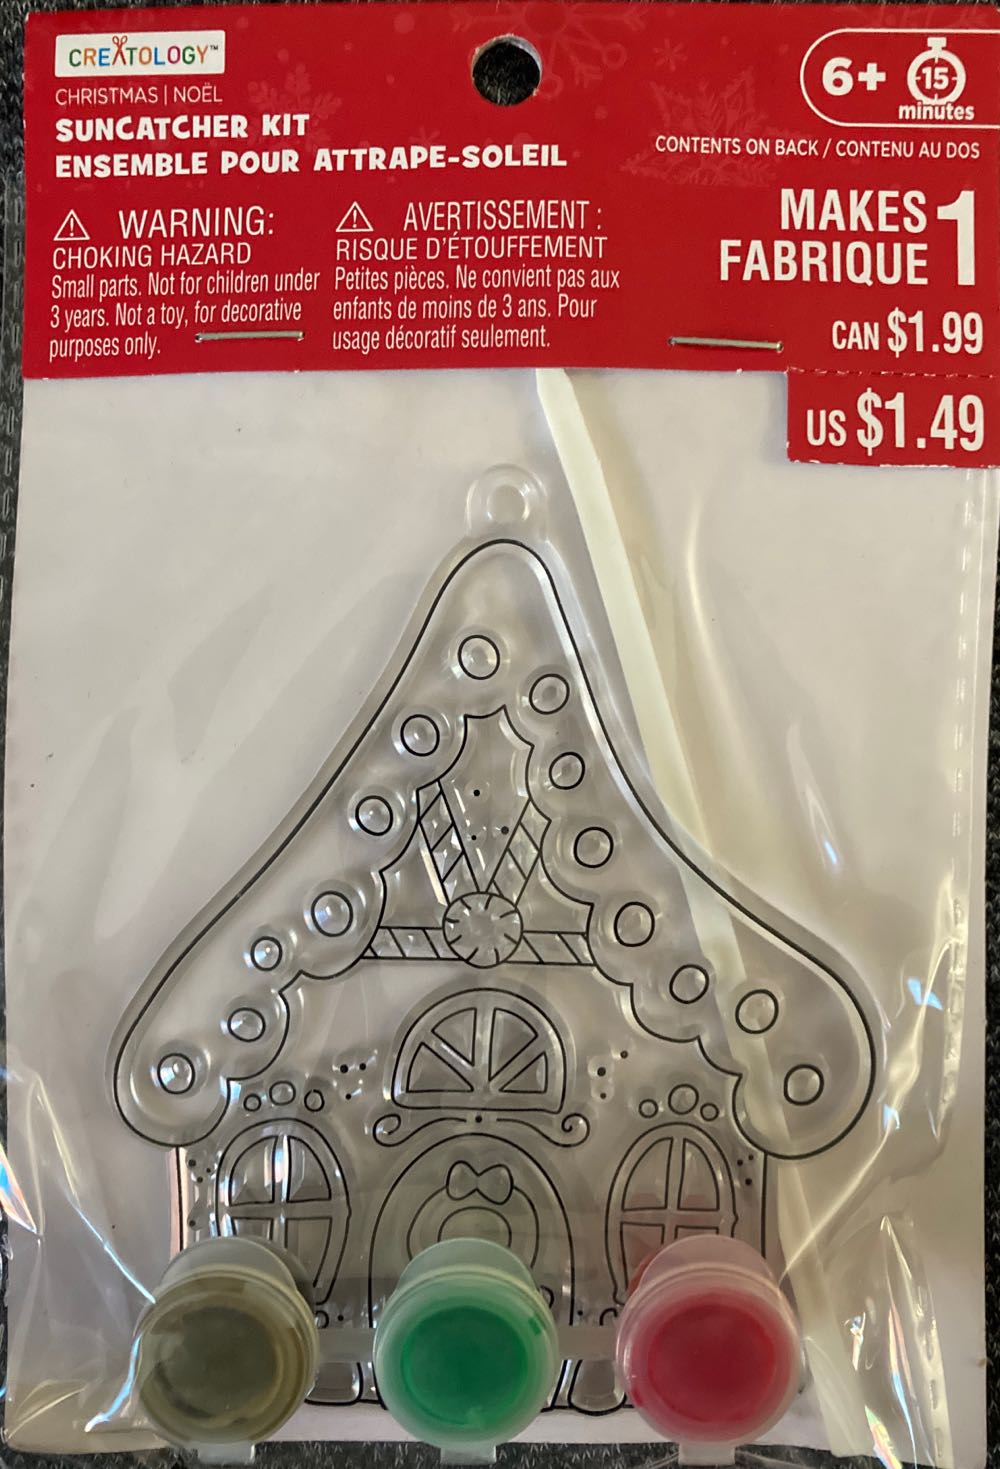 CREATOLOGY™
CHRISTMAS | NOËL
SUNCATCHER KIT
ENSEMBLE POUR ATTRAPE-SOLEIL
6+
15
minutes
CONTENTS ON BACK / CONTENU AU DOS
WARNING:
CHOKING HAZARD
Small parts. Not for children under
3 years. Not a toy, for decorative
purposes only.
AVERTISSEMENT :
RISQUE D'ÉTOUFFEMENT
Petites pièces. Ne convient pas aux
enfants de moins de 3 ans. Pour
usage décoratif seulement.
MAKES 1
FABRIQUE
CAN $1.99
US $1.49